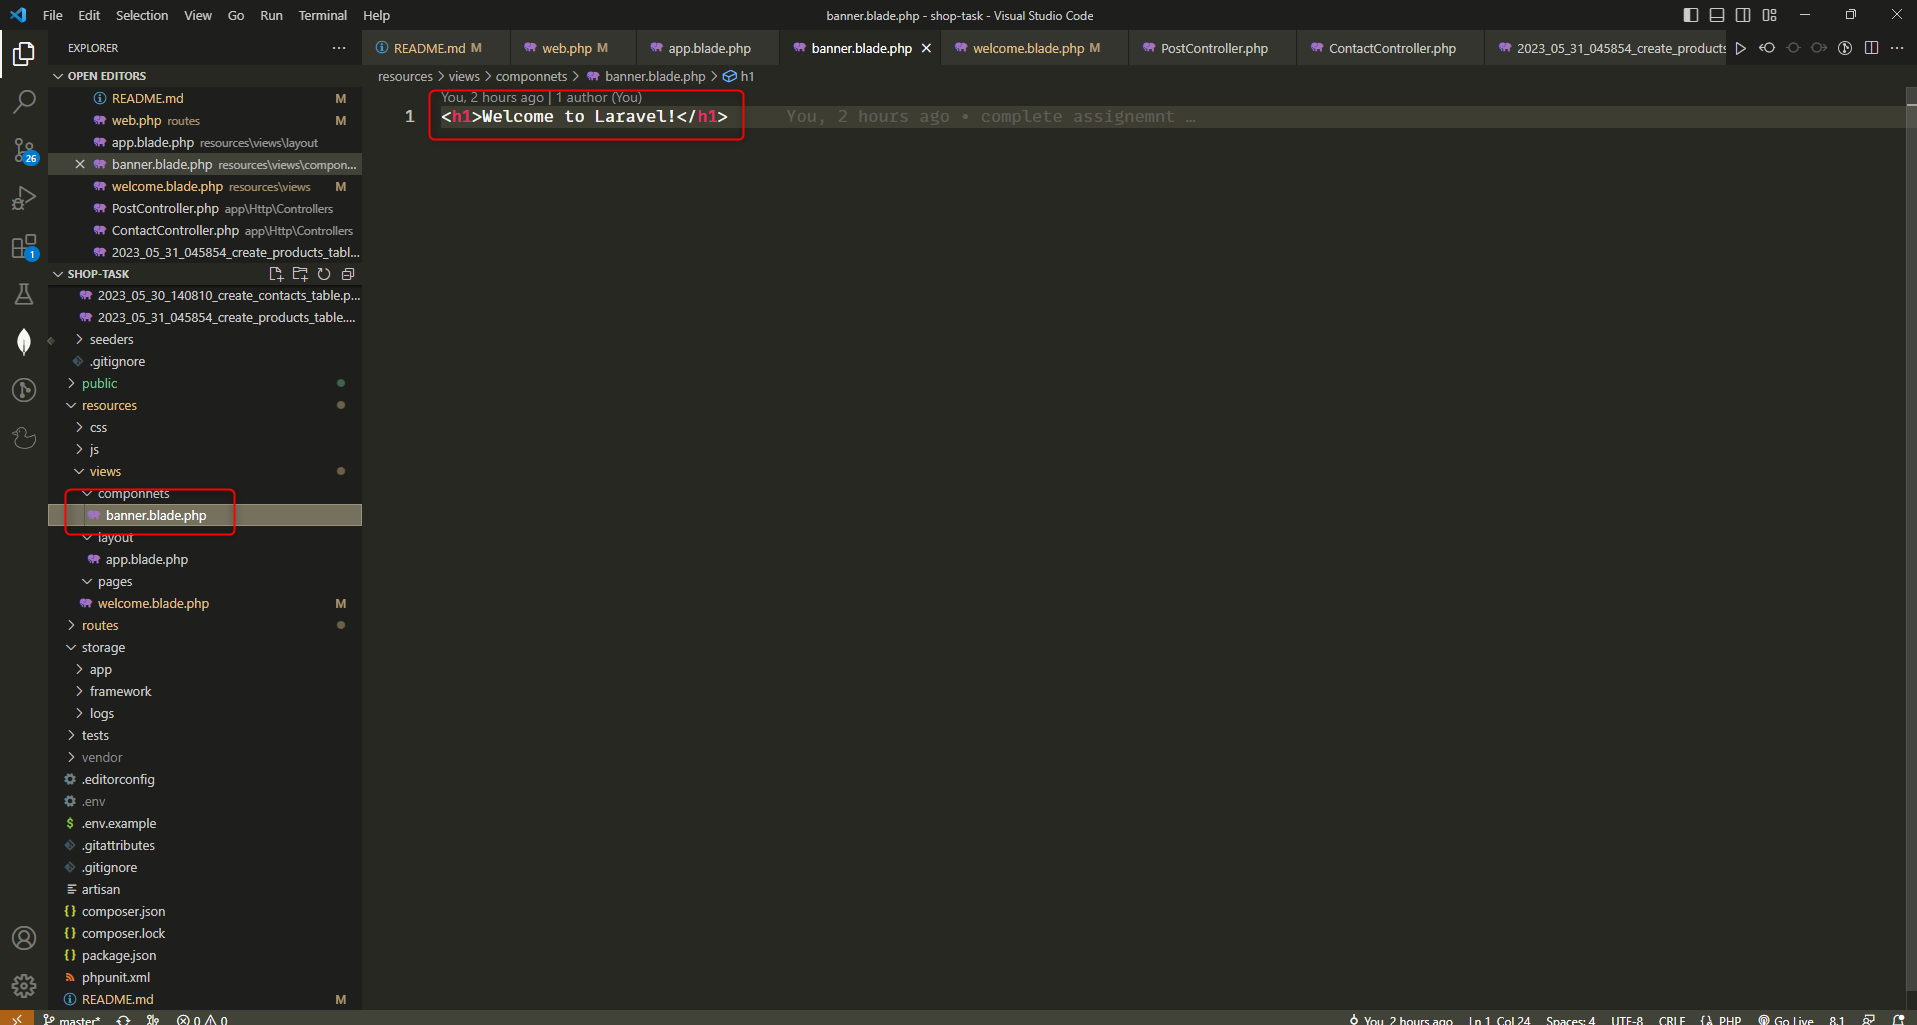 File Edit Selection View Go Run Terminal Help
banner.blade.php - shop-task - Visual Studio Code
EXPLORER
README.md M
web.php M
app.blade.php
banner.blade.php
welcome.blade.php M
PostController.php
ContactController.php
2023_05_31_045854_create_products
OPEN EDITORS
resources > views > componnets > banner.blade.php > h1
README.md M
web.php routes M
app.blade.php resources\views\layout
banner.blade.php resources\views\compon...
welcome.blade.php resources\views M
PostController.php app\Http\Controllers
ContactController.php app\Http\Controllers
2023_05_31_045854_create_products_tabl...
You, 2 hours ago | 1 author (You)
1 <h1>Welcome to Laravel!</h1> You, 2 hours ago • complete assignemnt …
26
1
SHOP-TASK
2023_05_30_140810_create_contacts_table.p...
2023_05_31_045854_create_products_table....
seeders
.gitignore
public
resources
css
js
views
componnets
banner.blade.php
layout
app.blade.php
pages
welcome.blade.php M
routes
storage
app
framework
logs
tests
vendor
.editorconfig
.env
.env.example
.gitattributes
.gitignore
artisan
composer.json
composer.lock
package.json
phpunit.xml
README.md M
master* 0 0
You, 2 hours ago Ln 1, Col 24 Spaces: 4 UTF-8 CRLF PHP Go Live 8.1